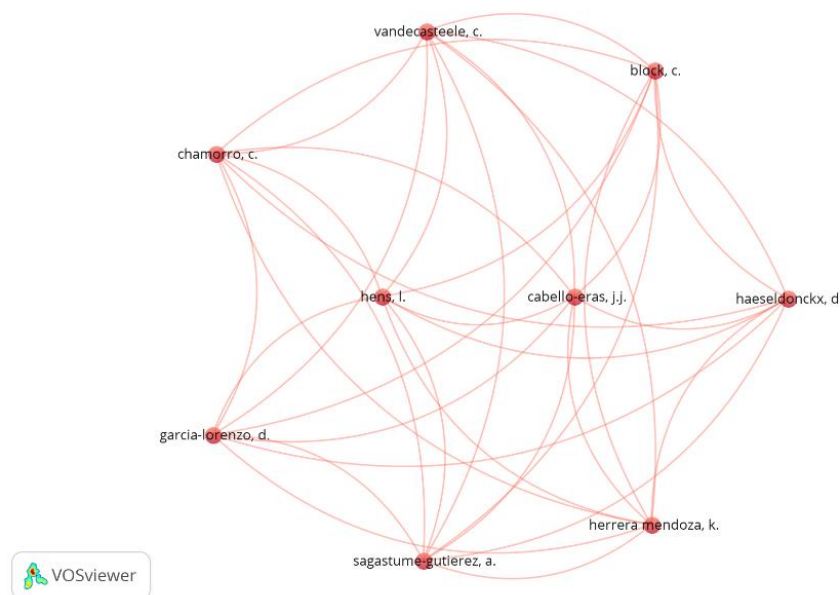 vandecasteele, c.
block, c.
chamorro, c.
hens, l.
cabello-eras, j.j.
haeseldonckx, d
garcia-lorenzo, d.
herrera mendoza, k.
sagastume-gutierez, a.
VOSviewer